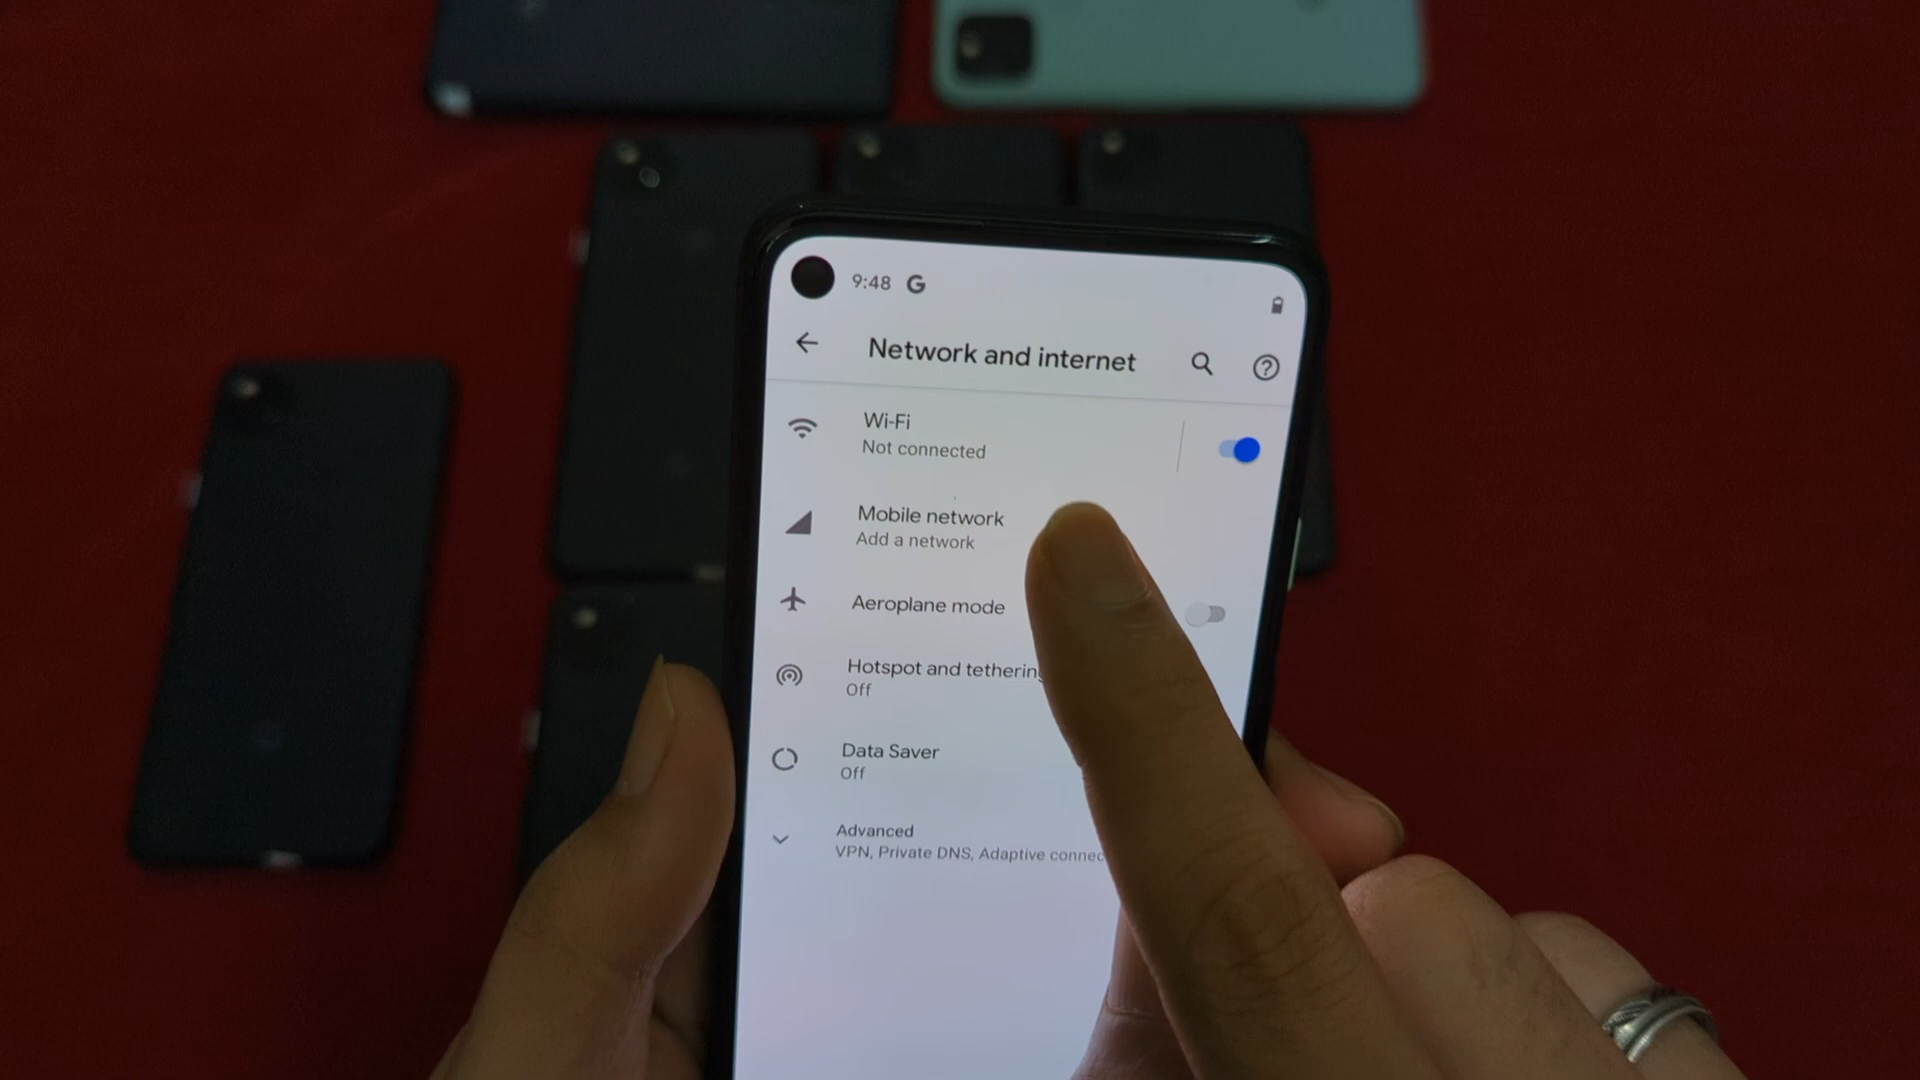 9:48 G
Network and internet
Wi-Fi
Not connected
Mobile network
Add a network
Aeroplane mode
Hotspot and tethering
Off
Data Saver
Off
Advanced
VPN, Private DNS, Adaptive connec